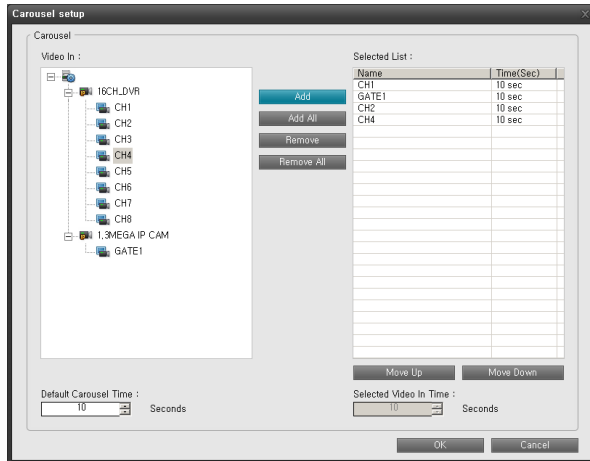 Carousel setup
X
Carousel
Video In :
16CH_DVR
CH1
CH2
CH3
CH4
CH5
CH6
CH7
CH8
1.3MEGA IP CAM
GATE1
Add
Add All
Remove
Remove All
Selected List :
Name Time(Sec)
CH1 10 sec
GATE1 10 sec
CH2 10 sec
CH4 10 sec
Move Up Move Down
Default Carousel Time :
10 Seconds
Selected Video In Time :
10 Seconds
OK Cancel